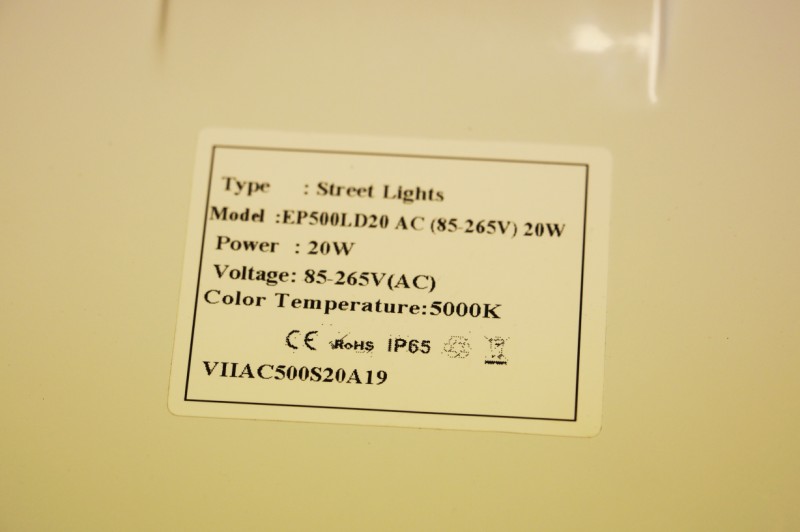 Type : Street Lights
Model :EP500LD20 AC (85-265V) 20W
Power : 20W
Voltage: 85-265V(AC)
Color Temperature:5000K
CE RoHS IP65
VIIAC500S20A19